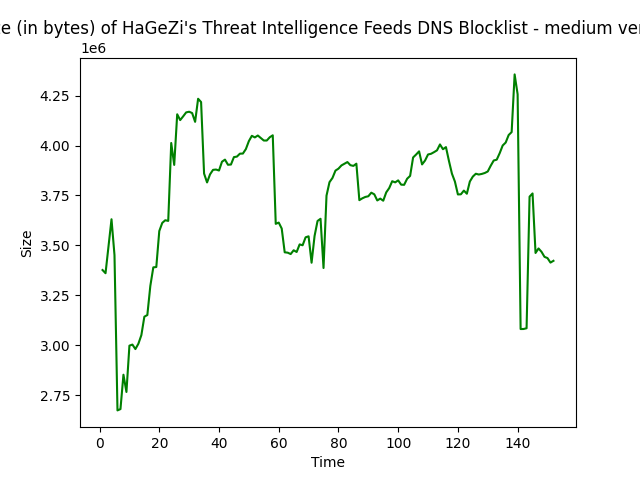 e (in bytes) of HaGeZi's Threat Intelligence Feeds DNS Blocklist - medium ver
1e6
4.25
4.00
3.75
3.50
3.25
3.00
2.75
Size
0 20 40 60 80 100 120 140
Time